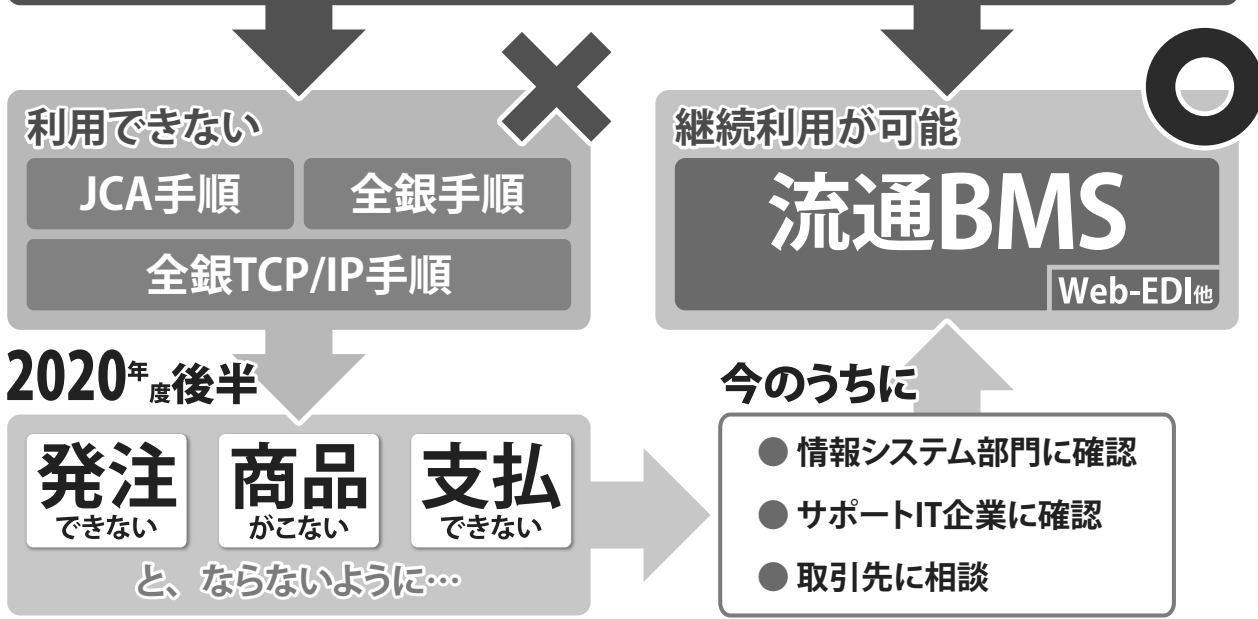 利用できない
JCA手順
全銀手順
全銀TCP/IP手順
継続利用が可能
流通BMS
Web-EDI他
2020年度後半
発注
できない
商品
がこない
支払
できない
と、ならないように…
今のうちに
● 情報システム部門に確認
● サポートIT企業に確認
● 取引先に相談